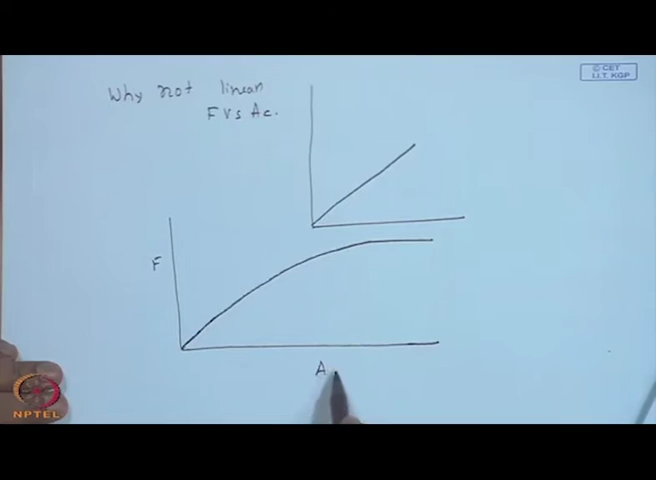 Why not linear
F Vs Ac.
© CET
I.I.T. KGP
F
A
NPTEL